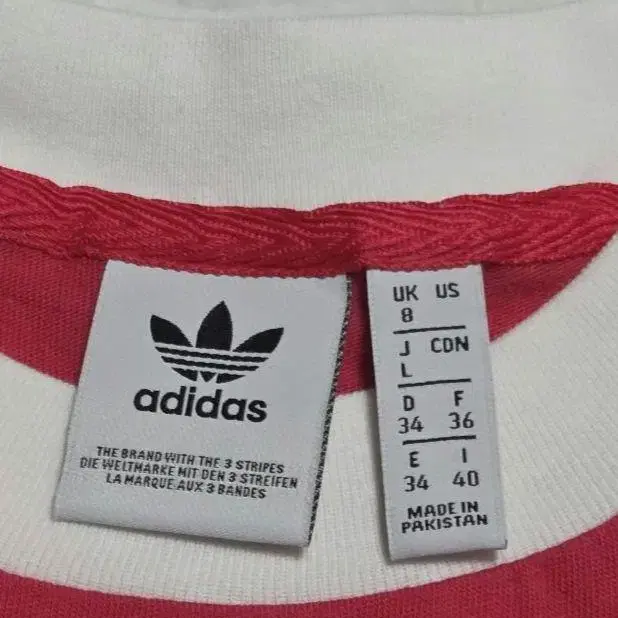 adidas
THE BRAND WITH THE 3 STRIPES
DIE WELTMARKE MIT DEN 3 STREIFEN
LA MARQUE AUX 3 BANDES
UK US
8
J CDN
L
D F
34 36
E I
34 40
MADE IN
PAKISTAN